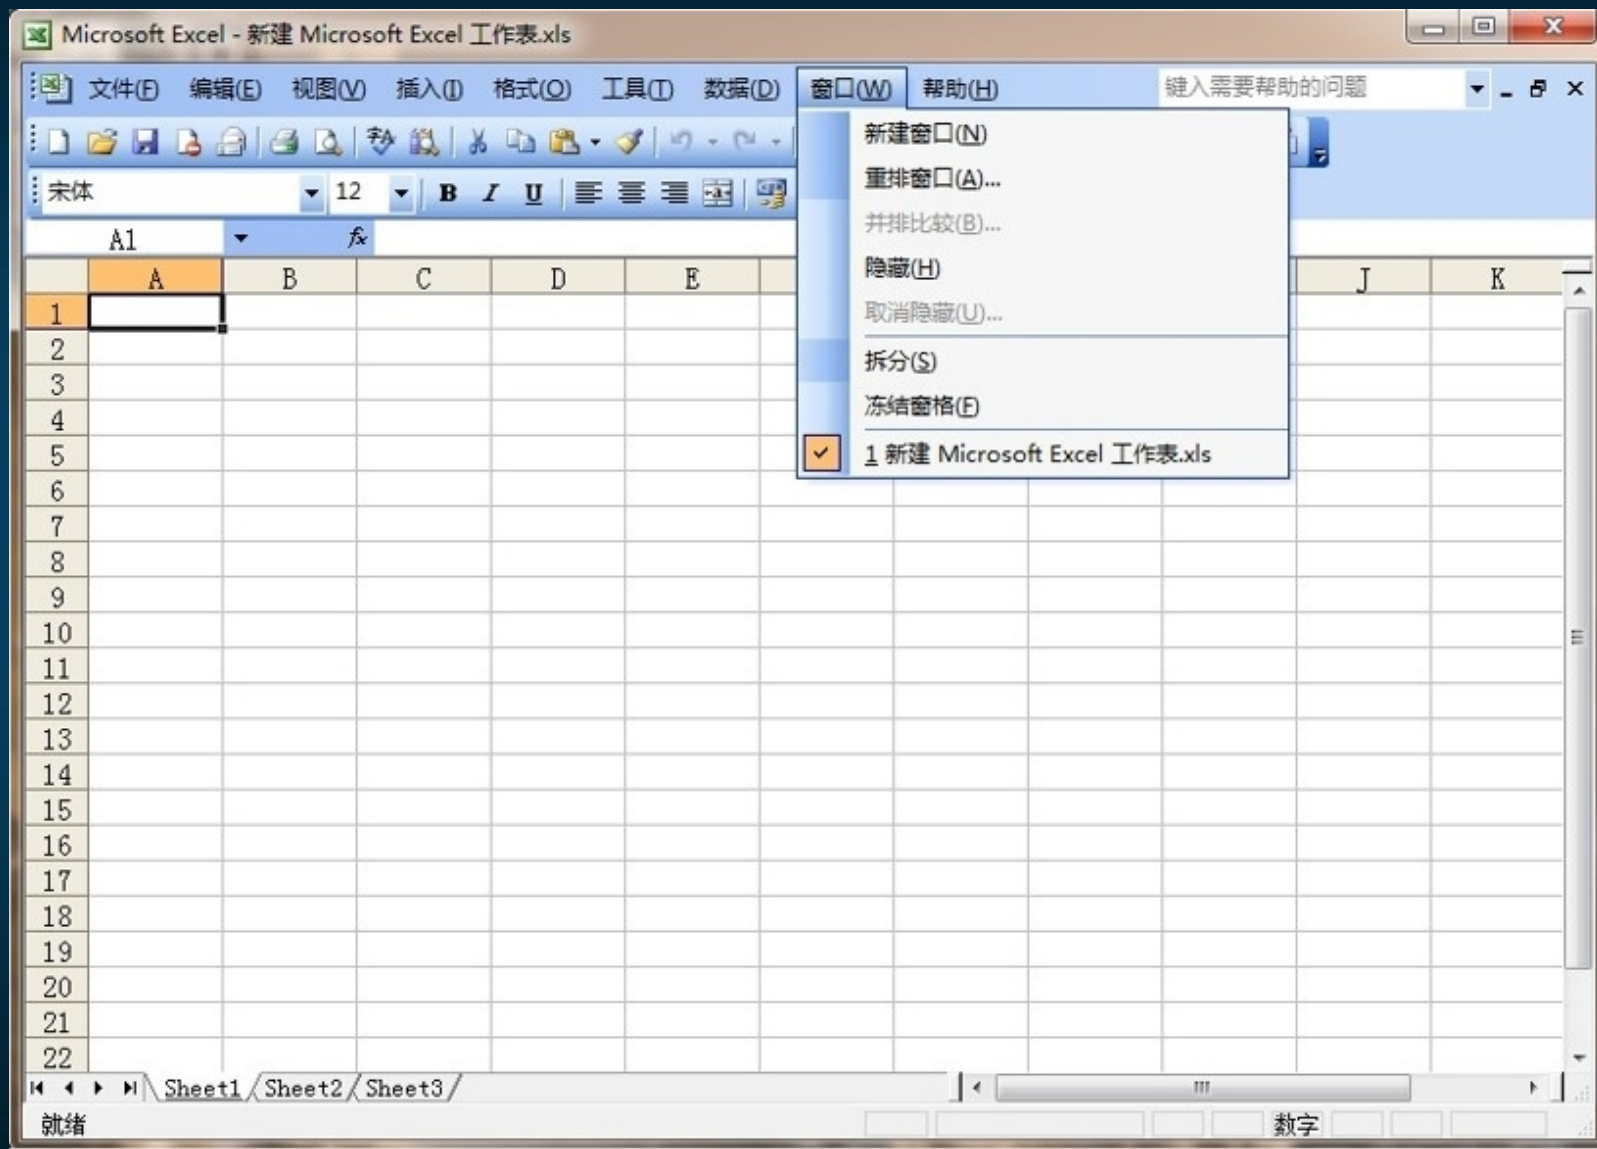 Microsoft Excel - 新建 Microsoft Excel 工作表.xls
文件(F) 编辑(E) 视图(V) 插入(I) 格式(O) 工具(T) 数据(D) 窗口(W) 帮助(H) 键入需要帮助的问题
宋体 12 B I U
A1 fx
新建窗口(N)
重排窗口(A)...
并排比较(B)...
隐藏(H)
取消隐藏(U)...
拆分(S)
冻结窗格(F)
1 新建 Microsoft Excel 工作表.xls
A B C D E J K
1
2
3
4
5
6
7
8
9
10
11
12
13
14
15
16
17
18
19
20
21
22
Sheet1 Sheet2 Sheet3
就绪 数字